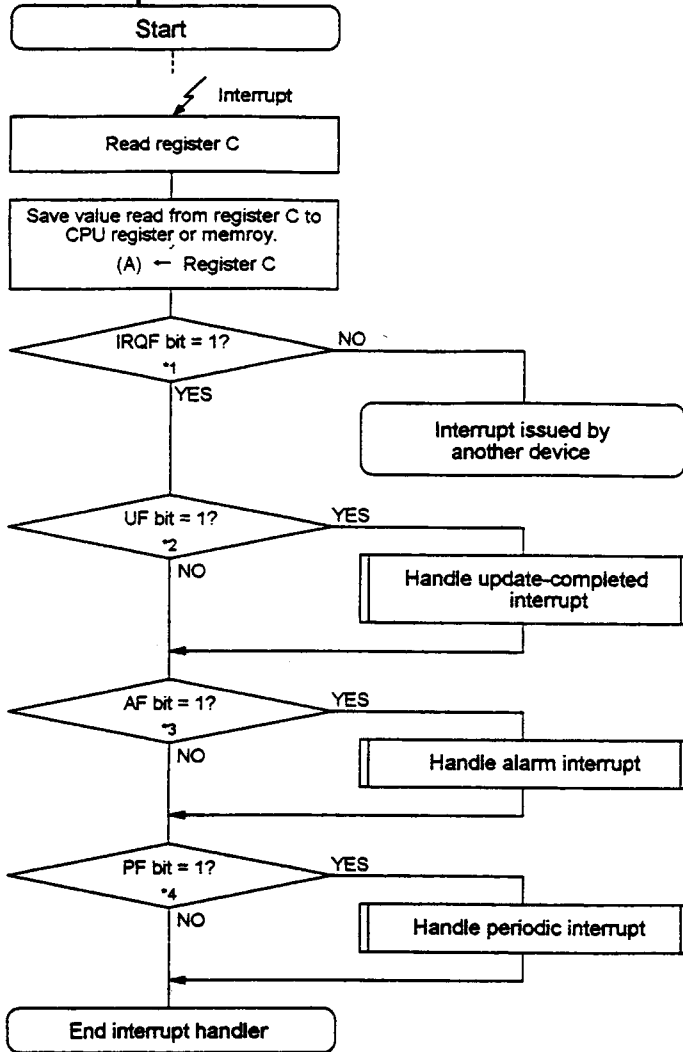 Start
Interrupt
Read register C
Save value read from register C to
CPU register or memroy.
(A) ← Register C
IRQF bit = 1?
*1
NO
YES
Interrupt issued by
another device
UF bit = 1?
*2
YES
NO
Handle update-completed
interrupt
AF bit = 1?
*3
YES
NO
Handle alarm interrupt
PF bit = 1?
*4
YES
NO
Handle periodic interrupt
End interrupt handler